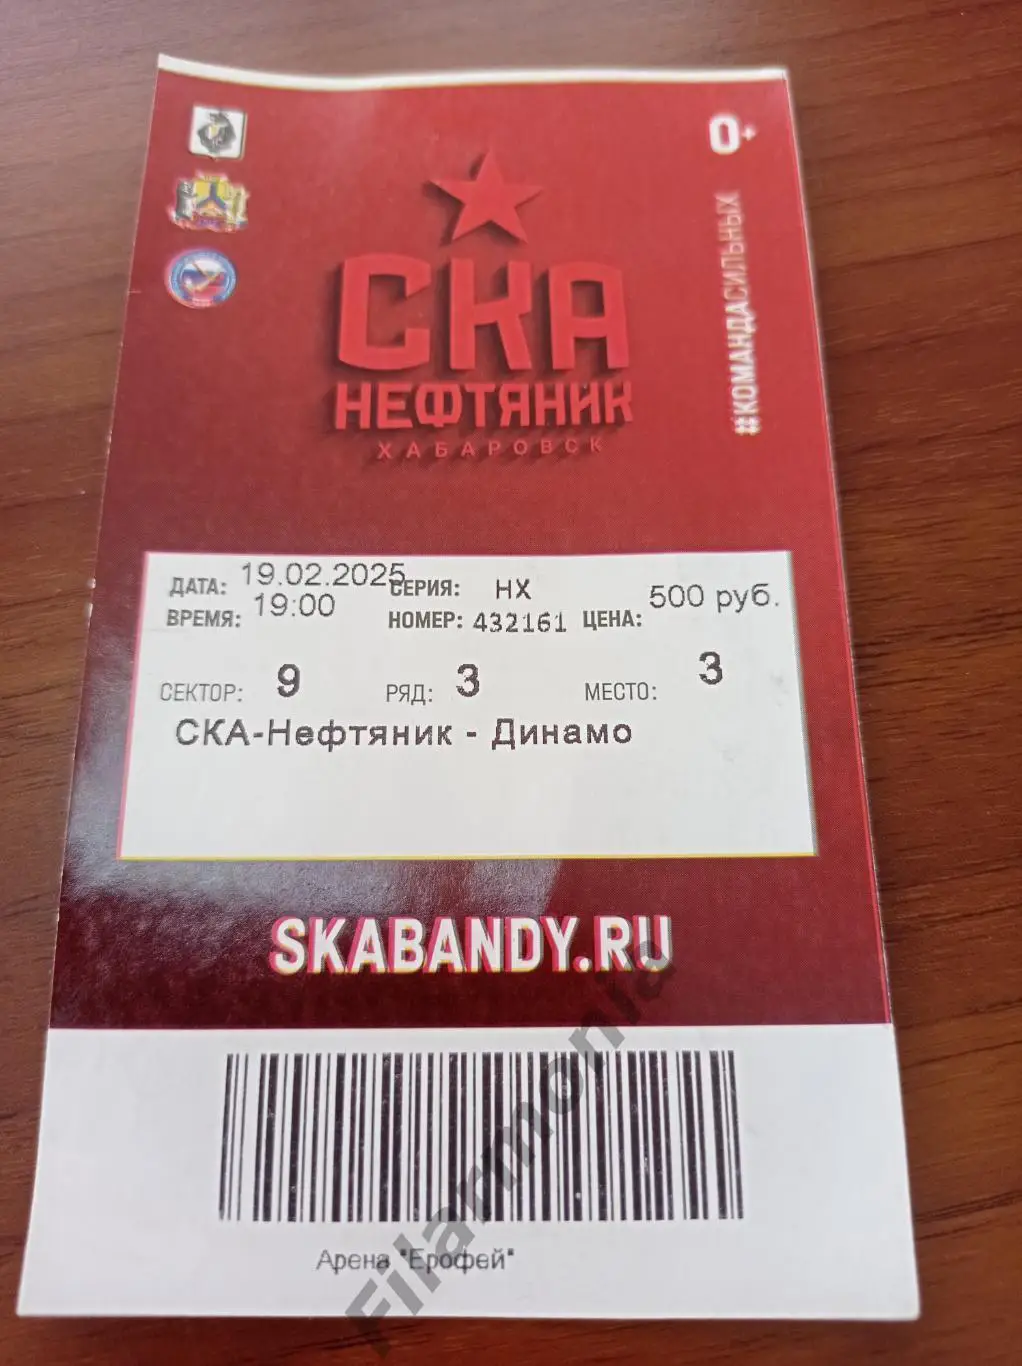 0+
#КОМАНДАСИЛЬНЫХ
СКА
НЕФТЯНИК
ХАБАРОВСК
ДАТА: 19.02.2025 СЕРИЯ: НХ
ВРЕМЯ: 19:00 НОМЕР: 432161 ЦЕНА: 500 руб.
СЕКТОР: 9 РЯД: 3 МЕСТО: 3
СКА-Нефтяник - Динамо
SKABANDY.RU
Арена "Ерофей"
Filarmonia